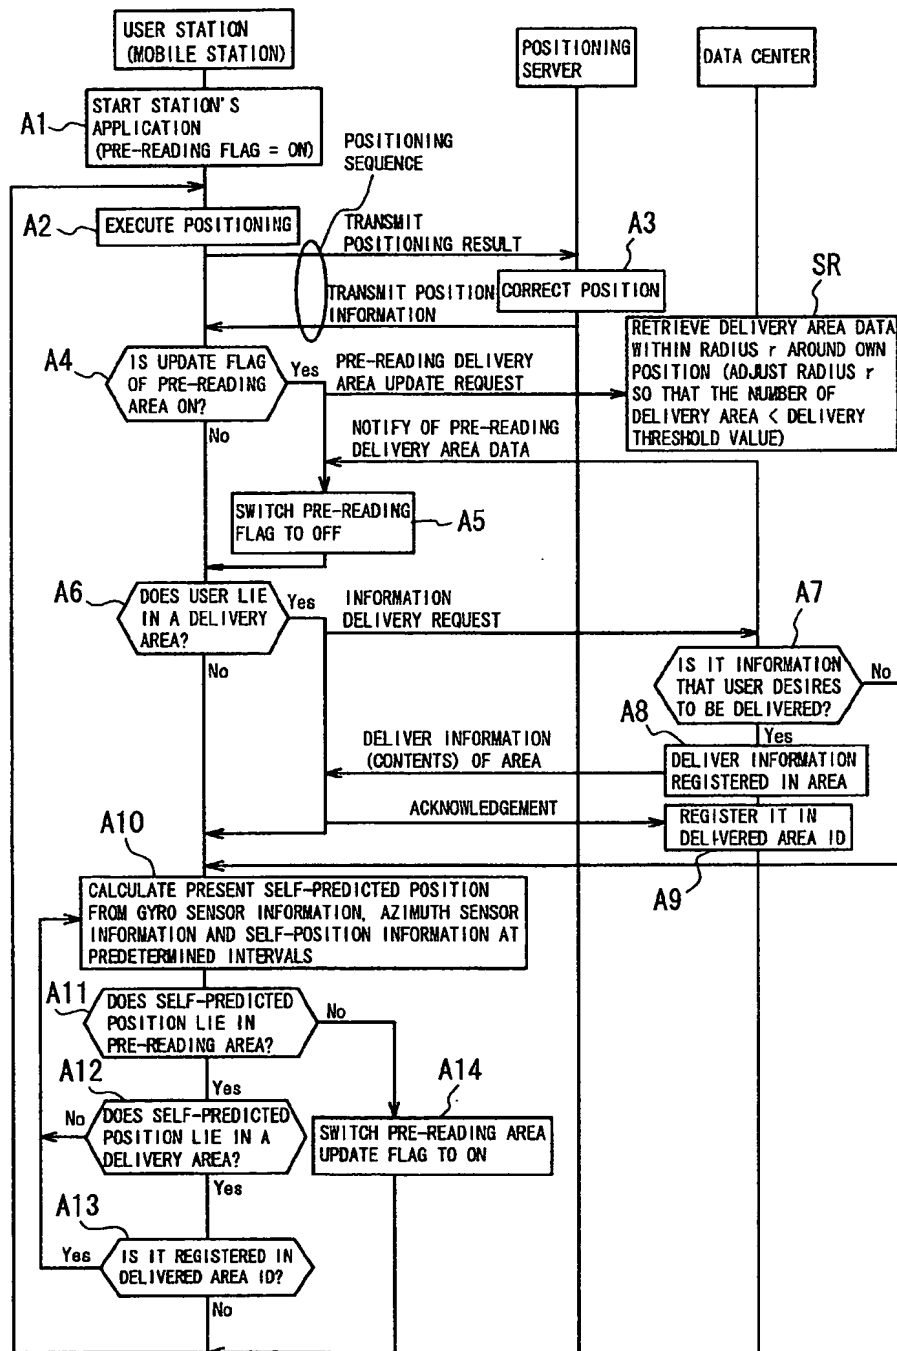 USER STATION
(MOBILE STATION)
POSITIONING
SERVER
DATA CENTER
A1
START STATION'S
APPLICATION
(PRE-READING FLAG = ON)
POSITIONING
SEQUENCE
A2
EXECUTE POSITIONING
TRANSMIT
POSITIONING RESULT
A3
CORRECT POSITION
TRANSMIT POSITION
INFORMATION
SR
RETRIEVE DELIVERY AREA DATA
WITHIN RADIUS r AROUND OWN
POSITION (ADJUST RADIUS r
SO THAT THE NUMBER OF
DELIVERY AREA < DELIVERY
THRESHOLD VALUE)
A4
IS UPDATE FLAG
OF PRE-READING
AREA ON?
Yes
No
PRE-READING DELIVERY
AREA UPDATE REQUEST
NOTIFY OF PRE-READING
DELIVERY AREA DATA
SWITCH PRE-READING
FLAG TO OFF
A5
A6
DOES USER LIE
IN A DELIVERY
AREA?
Yes
No
INFORMATION
DELIVERY REQUEST
A7
IS IT INFORMATION
THAT USER DESIRES
TO BE DELIVERED?
No
Yes
A8
DELIVER INFORMATION
(CONTENTS) OF AREA
DELIVER INFORMATION
REGISTERED IN AREA
ACKNOWLEDGEMENT
REGISTER IT IN
DELIVERED AREA ID
A9
A10
CALCULATE PRESENT SELF-PREDICTED POSITION
FROM GYRO SENSOR INFORMATION, AZIMUTH SENSOR
INFORMATION AND SELF-POSITION INFORMATION AT
PREDETERMINED INTERVALS
A11
DOES SELF-PREDICTED
POSITION LIE IN
PRE-READING AREA?
No
Yes
A12
DOES SELF-PREDICTED
POSITION LIE IN A
DELIVERY AREA?
No
Yes
A14
SWITCH PRE-READING AREA
UPDATE FLAG TO ON
A13
IS IT REGISTERED IN
DELIVERED AREA ID?
Yes
No